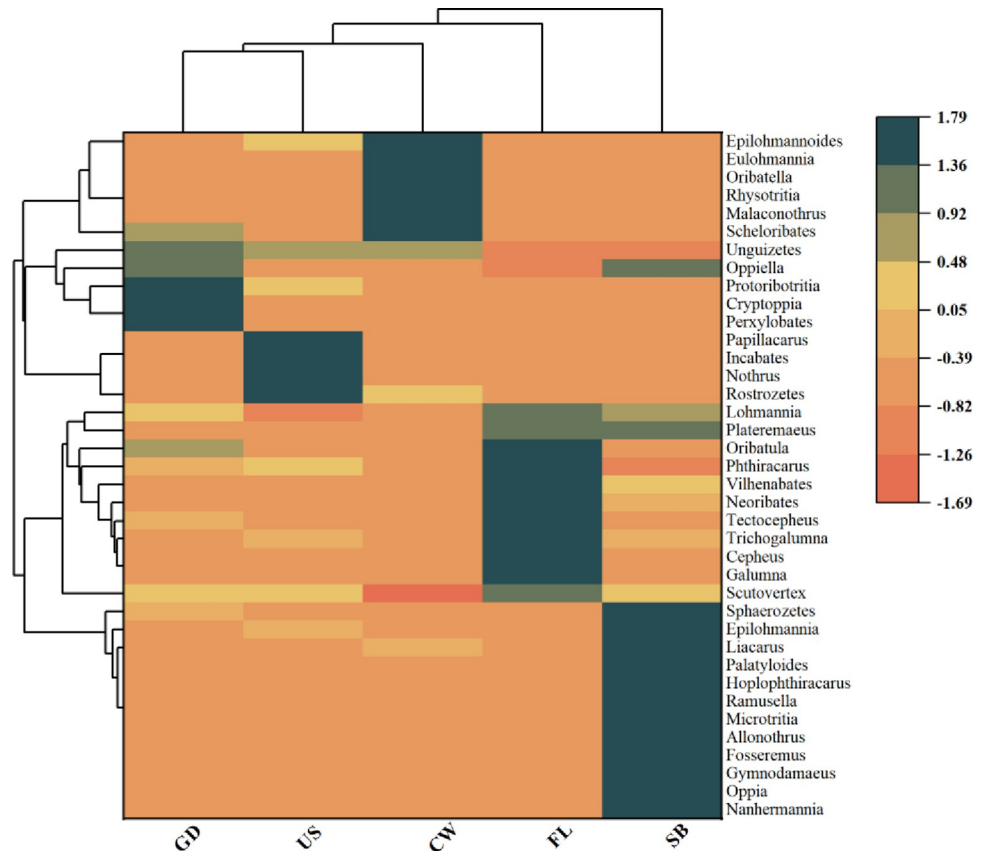 Epilohmannoides
Eulohmannia
Oribatella
Rhysotritia
Malaconothrus
Scheloribates
Unguizetes
Oppiella
Protoribotritia
Cryptoppia
Perxylobates
Papillacarus
Incabates
Nothrus
Rostrozetes
Lohmannia
Plateremaeus
Oribatula
Phthiracarus
Vilhenabates
Neoribates
Tectocepheus
Trichogalumna
Cepheus
Galumna
Scutovertex
Sphaerozetes
Epilohmannia
Liacarus
Palatyloides
Hoplophthiracarus
Ramusella
Microtritia
Allonothrus
Fosseremus
Gymnodamaeus
Oppia
Nanhermannia
GD
US
CW
FL
SB
1.79
1.36
0.92
0.48
0.05
-0.39
-0.82
-1.26
-1.69